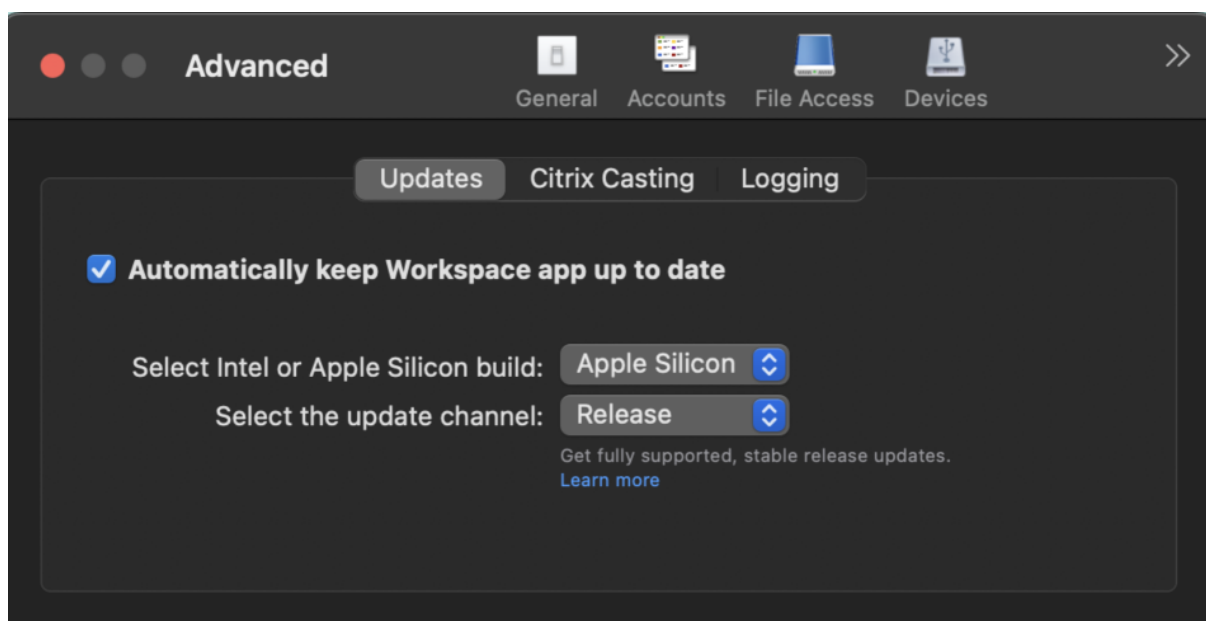 Advanced
General Accounts File Access Devices
Updates Citrix Casting Logging
Automatically keep Workspace app up to date
Select Intel or Apple Silicon build: Apple Silicon
Select the update channel: Release
Get fully supported, stable release updates.
Learn more